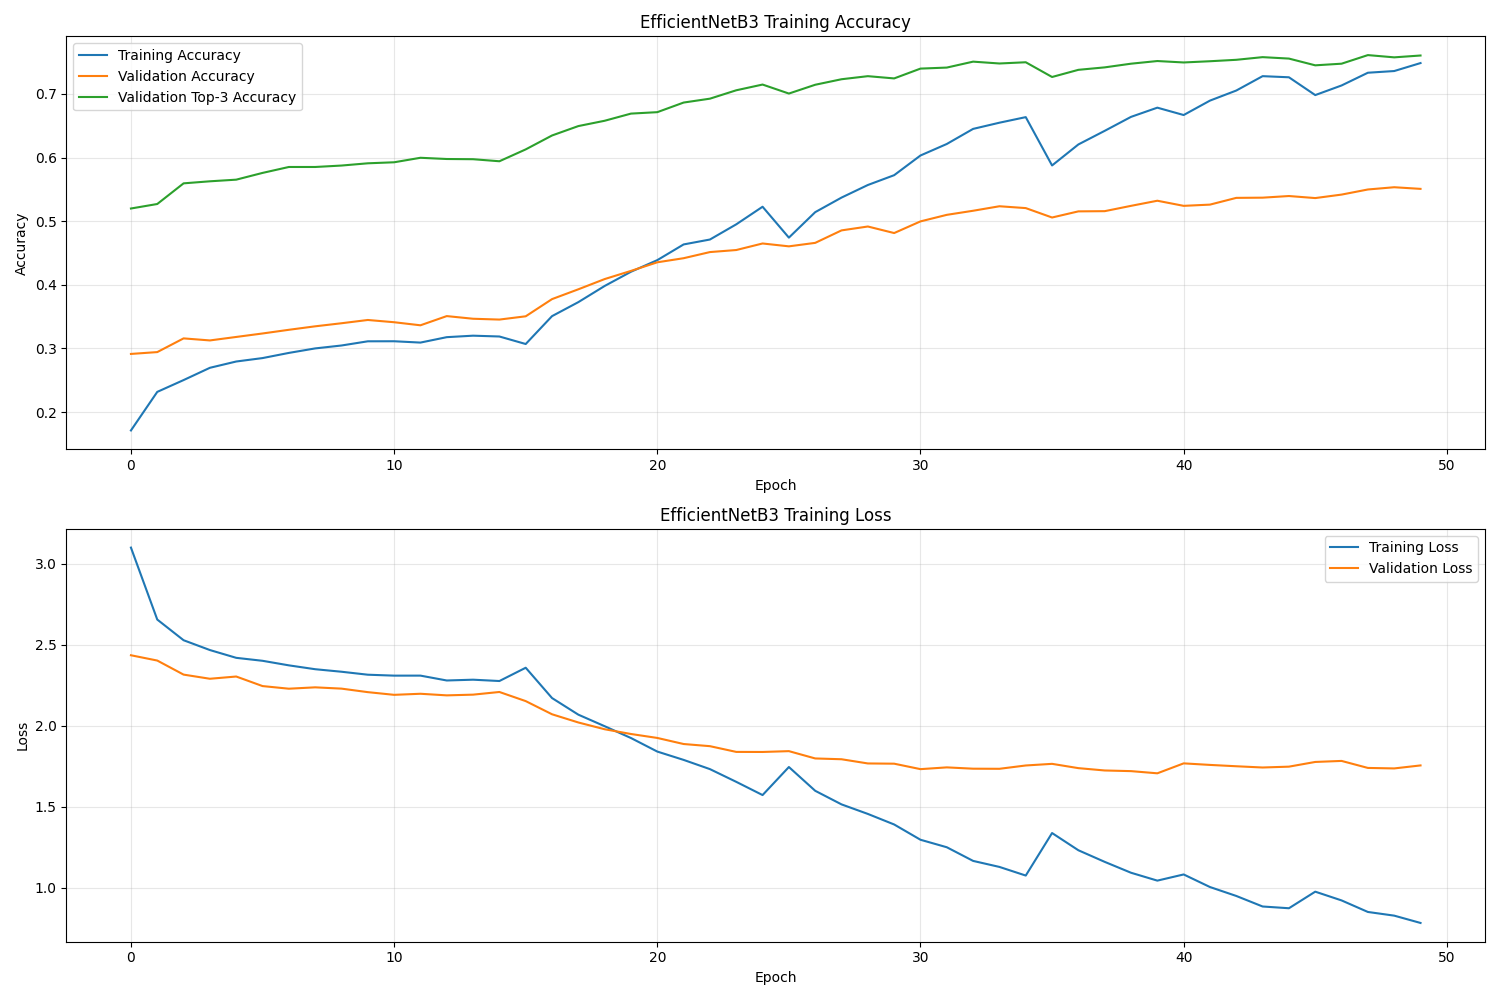 EfficientNetB3 Training Accuracy
Training Accuracy
Validation Accuracy
Validation Top-3 Accuracy
Accuracy
0.7
0.6
0.5
0.4
0.3
0.2
0 10 20 30 40 50
Epoch
EfficientNetB3 Training Loss
Training Loss
Validation Loss
Loss
3.0
2.5
2.0
1.5
1.0
0 10 20 30 40 50
Epoch